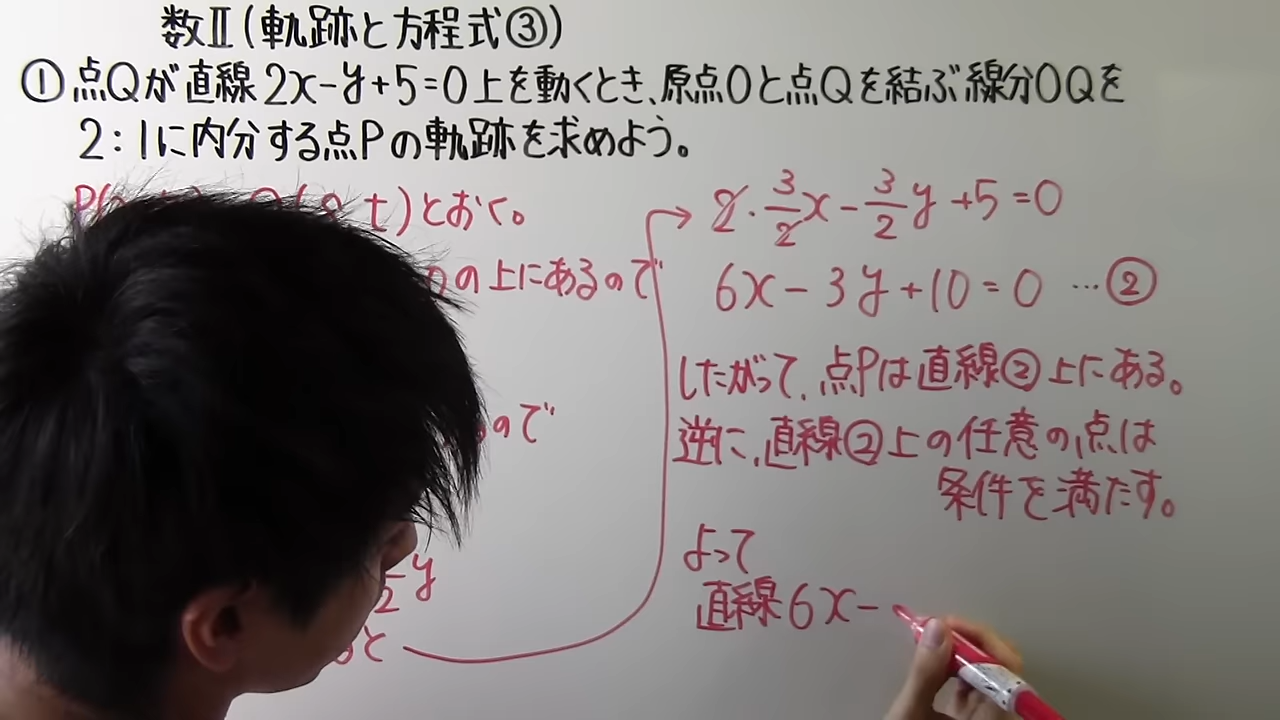 数Ⅱ(軌跡と方程式③)
①点Qが直線2x-y+5=0上を動くとき、原点Oと点Qを結ぶ線分OQを
2:1に内分する点Pの軌跡を求めよう。
t)とおく。
の上にあるので
ので
y
と
2・3/2x-3/2y+5=0
6x-3y+10=0 …②
したがって、点Pは直線②上にある。
逆に、直線②上の任意の点は
条件を満たす。
よって
直線6x-